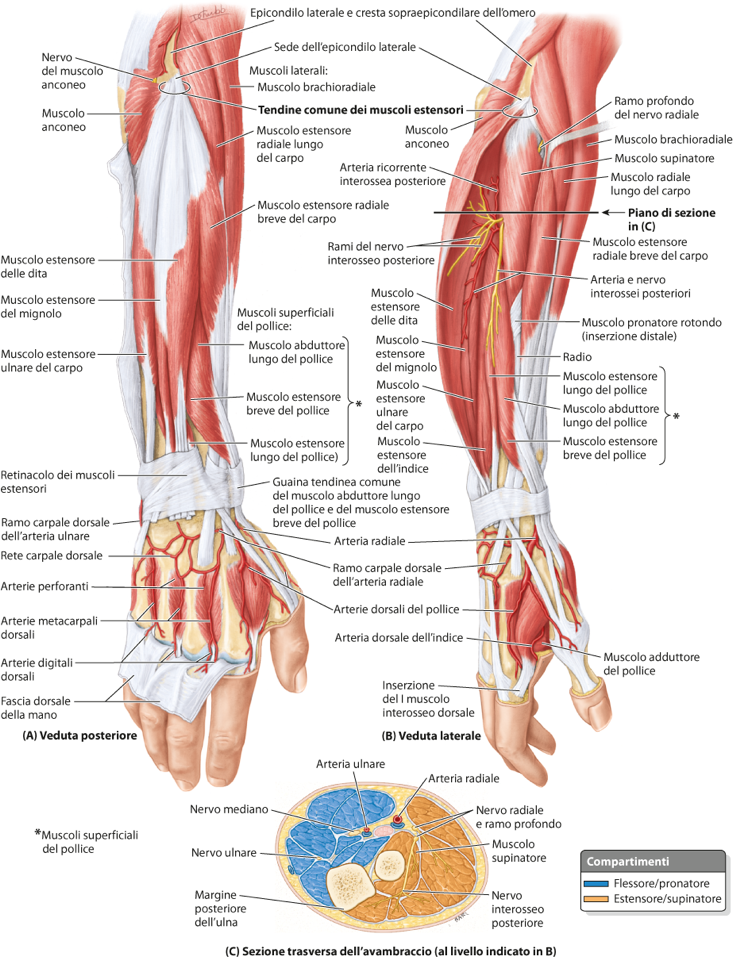 Epicondilo laterale e cresta sopraepicondilare dell'omero
Sede dell'epicondilo laterale
Nervo
del muscolo
anconeo
Muscoli laterali:
Muscolo brachioradiale
Muscolo
anconeo
Tendine comune dei muscoli estensori
Muscolo estensore
radiale lungo
del carpo
Muscolo estensore radiale
breve del carpo
Muscolo estensore
delle dita
Muscolo estensore
del mignolo
Muscoli superficiali
del pollice:
Muscolo abduttore
lungo del pollice
Muscolo estensore
ulnare del carpo
Muscolo estensore
breve del pollice
*
Muscolo estensore
lungo del pollice)
Retinacolo dei muscoli
estensori
Guaina tendinea comune
del muscolo abduttore lungo
del pollice e del muscolo estensore
breve del pollice
Ramo carpale dorsale
dell'arteria ulnare
Arteria radiale
Rete carpale dorsale
Ramo carpale dorsale
dell'arteria radiale
Arterie perforanti
Arterie dorsali del pollice
Arterie metacarpali
dorsali
Arteria dorsale dell'indice
Arterie digitali
dorsali
Fascia dorsale
della mano
(A) Veduta posteriore
Muscolo
anconeo
Ramo profondo
del nervo radiale
Muscolo brachioradiale
Arteria ricorrente
interossea posteriore
Muscolo supinatore
Muscolo radiale
lungo del carpo
Piano di sezione
in (C)
Rami del nervo
interosseo posteriore
Muscolo estensore
radiale breve del carpo
Arteria e nervo
interossei posteriori
Muscolo
estensore
delle dita
Muscolo pronatore rotondo
(inserzione distale)
Muscolo
estensore
del mignolo
Radio
Muscolo estensore
lungo del pollice
Muscolo
estensore
ulnare
del carpo
Muscolo abduttore
lungo del pollice
*
Muscolo
estensore
dell'indice
Muscolo estensore
breve del pollice
Muscolo adduttore
del pollice
Inserzione
del I muscolo
interosseo dorsale
(B) Veduta laterale
Arteria ulnare
Arteria radiale
Nervo mediano
Nervo radiale
e ramo profondo
*Muscoli superficiali
del pollice
Nervo ulnare
Muscolo
supinatore
Margine
posteriore
dell'ulna
Nervo
interosseo
posteriore
Compartimenti
Flessore/pronatore
Estensore/supinatore
(C) Sezione trasversa dell'avambraccio (al livello indicato in B)